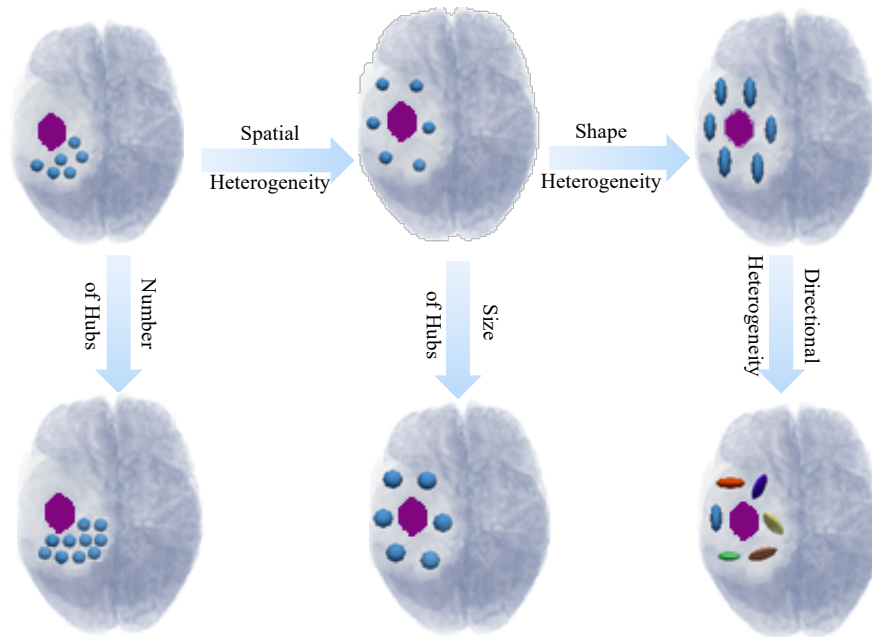 Spatial
Heterogeneity
Shape
Heterogeneity
Number
of Hubs
Size
of Hubs
Directional
Heterogeneity